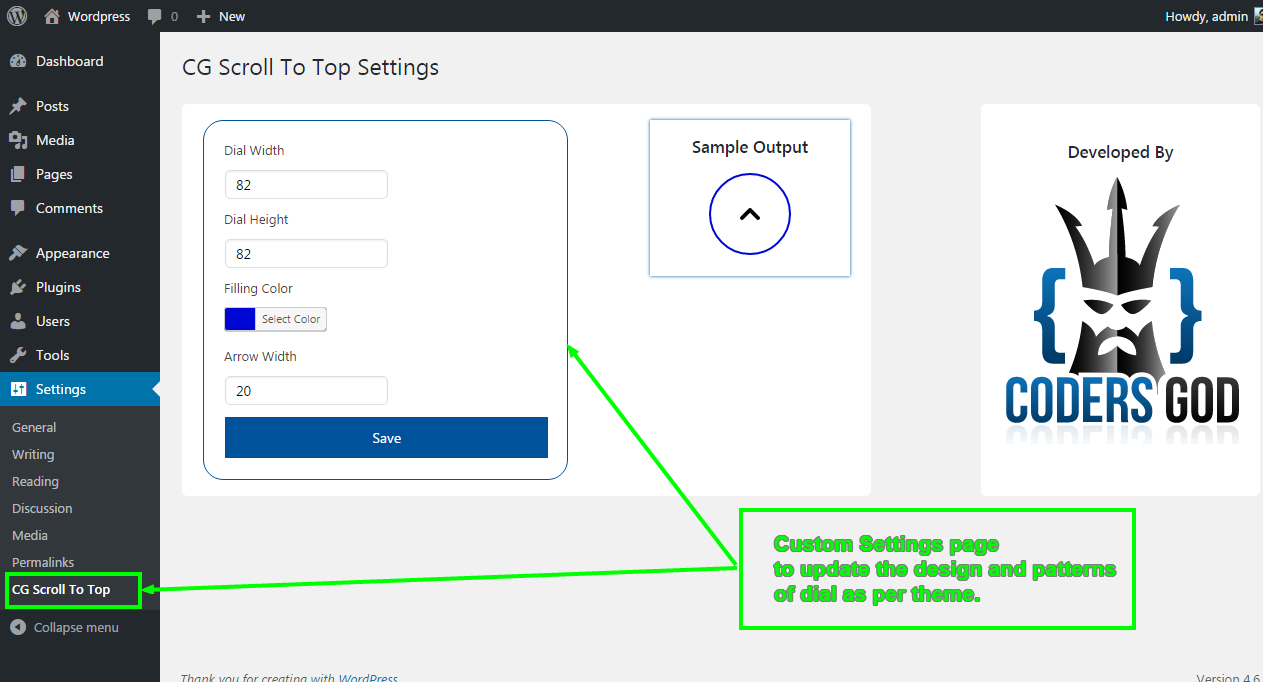 Wordpress
0
New
Howdy, admin
Dashboard
Posts
Media
Pages
Comments
Appearance
Plugins
Users
Tools
Settings
General
Writing
Reading
Discussion
Media
Permalinks
CG Scroll To Top
Collapse menu
CG Scroll To Top Settings
Dial Width
82
Dial Height
82
Filling Color
Select Color
Arrow Width
20
Save
Sample Output
Developed By
CODERS GOD
Custom Settings page
to update the design and patterns
of dial as per theme.
Thank you for creating with WordPress
Version 4.6